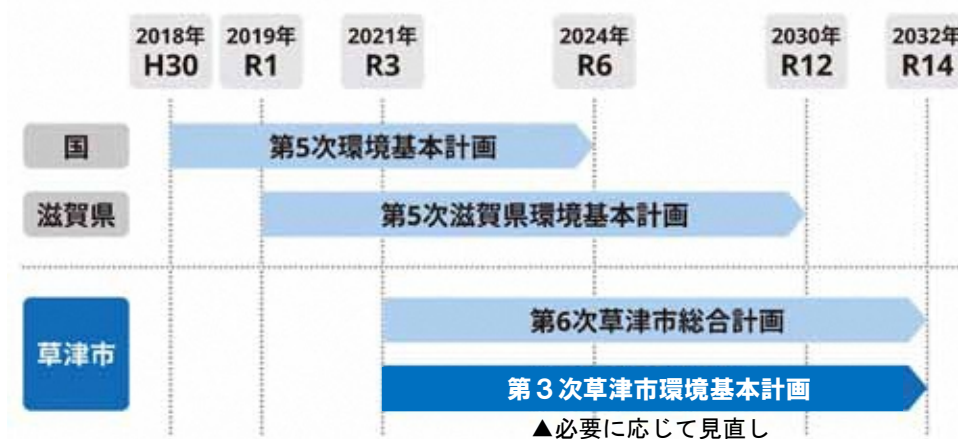 2018年 2019年 2021年 2024年 2030年 2032年
H30 R1 R3 R6 R12 R14
国 第5次環境基本計画
滋賀県 第5次滋賀県環境基本計画
第6次草津市総合計画
草津市
第３次草津市環境基本計画
▲必要に応じて見直し